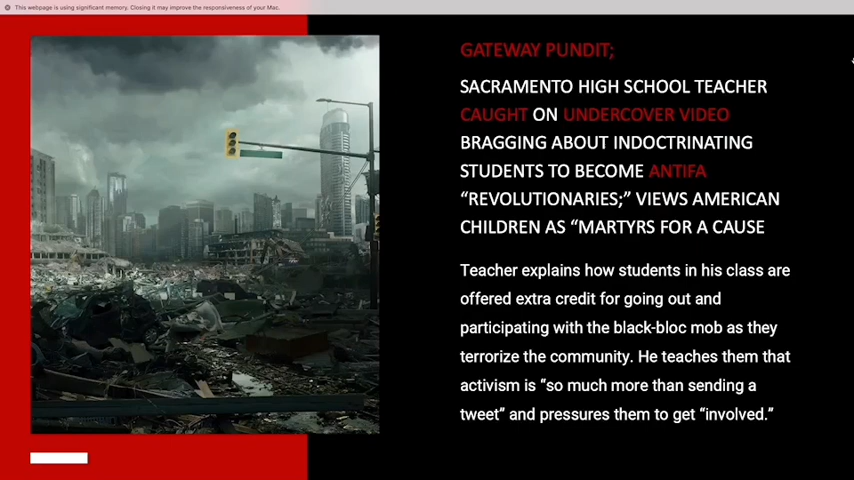 This webpage is using significant memory. Closing it may improve the responsiveness of your Mac.
GATEWAY PUNDIT;
SACRAMENTO HIGH SCHOOL TEACHER
CAUGHT ON UNDERCOVER VIDEO
BRAGGING ABOUT INDOCTRINATING
STUDENTS TO BECOME ANTIFA
“REVOLUTIONARIES;” VIEWS AMERICAN
CHILDREN AS “MARTYRS FOR A CAUSE
Teacher explains how students in his class are
offered extra credit for going out and
participating with the black-bloc mob as they
terrorize the community. He teaches them that
activism is “so much more than sending a
tweet” and pressures them to get “involved.”